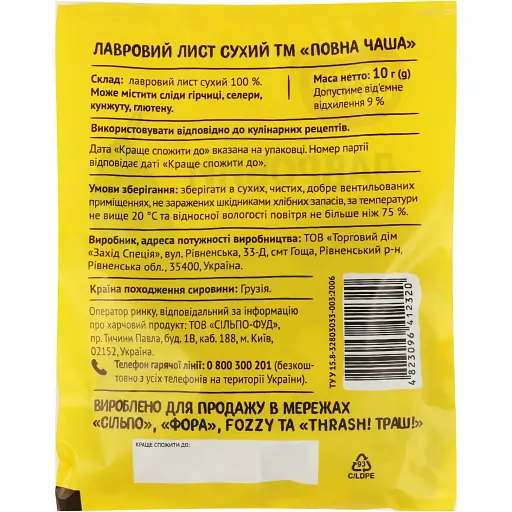 ЛАВРОВИЙ ЛИСТ СУХИЙ ТМ «ПОВНА ЧАША»
Склад: лавровий лист сухий 100 %.
Може містити сліди гірчиці, селери,
кунжуту, глютену.
Маса нетто: 10 г (g)
Допустиме від'ємне
відхилення 9 %
Використовувати відповідно до кулінарних рецептів.
Дата «Краще спожити до» вказана на упаковці. Номер партії
відповідає даті «Краще спожити до».
Умови зберігання: зберігати в сухих, чистих, добре вентильованих
приміщеннях, не заражених шкідниками хлібних запасів, за температури
не вище 20 °С та відносної вологості повітря не більше ніж 75 %.
Виробник, адреса потужності виробництва: ТОВ «Торговий дім
«Захід Спеція», вул. Рівненська, 33-Д, смт Гоща, Рівненський р-н,
Рівненська обл., 35400, Україна.
Країна походження сировини: Грузія.
Оператор ринку, відповідальний за інформацію
про харчовий продукт: ТОВ «СІЛЬПО-ФУД»,
пр. Тичини Павла, буд. 1В, каб. 188, м. Київ,
02152, Україна.
Телефон гарячої лінії: 0 800 300 201 (безкош-
товно з усіх телефонів на території України).
ТУ У 15.8-32803033-003:2006
4 823096 412320
ВИРОБЛЕНО ДЛЯ ПРОДАЖУ В МЕРЕЖАХ
«СІЛЬПО», «ФОРА», FOZZY ТА «THRASH! ТРАШ!»
КРАЩЕ СПОЖИТИ ДО:
93
C/LDPE